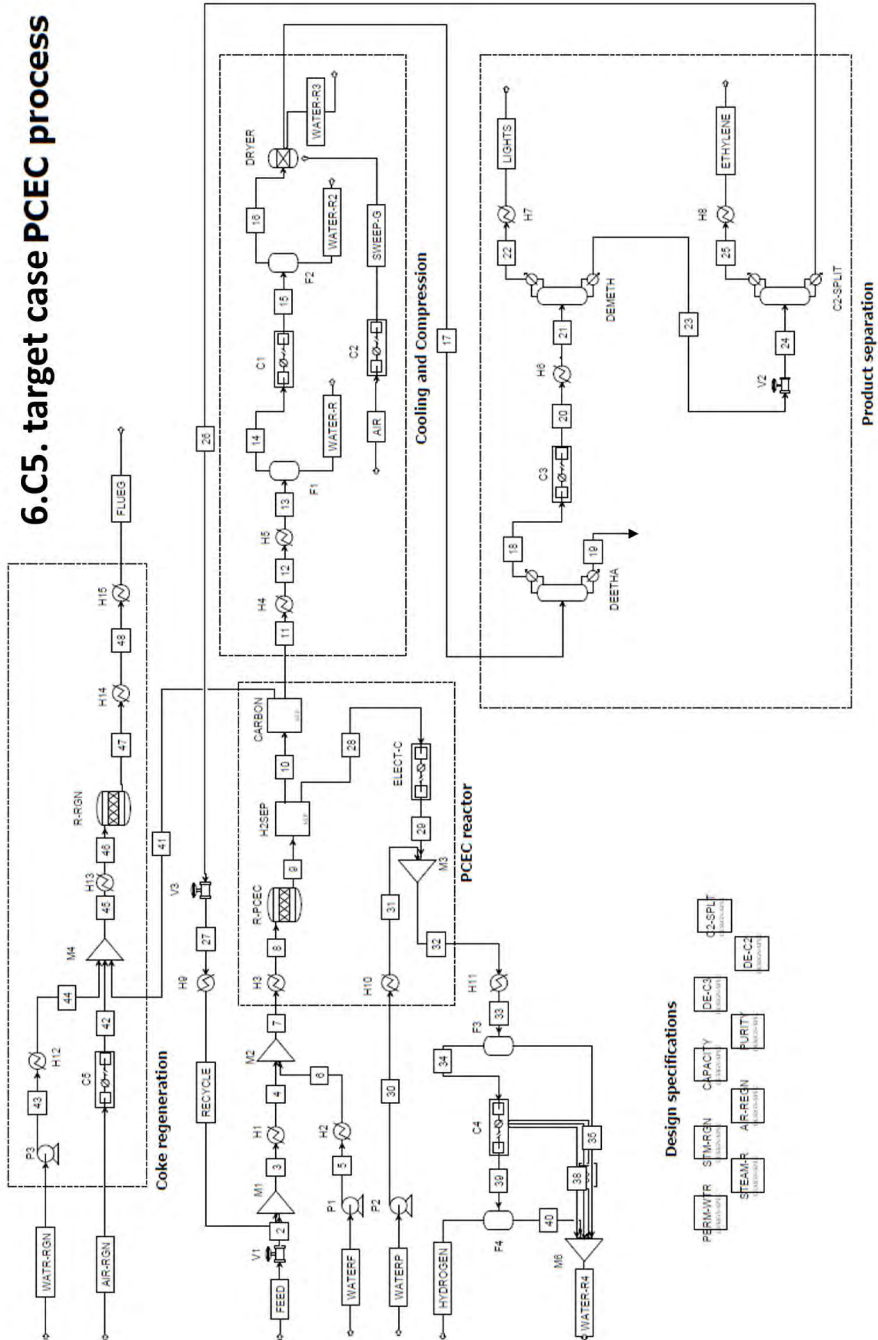 6.C5. target case PCEC process
WATR-RGN
P3
43
H12
44
AIR-RGN
42
M4
45
H13
46
R-RGN
47
H14
48
H15
FLUEG
41
Coke regeneration
FEED
V1
2
M1
3
H1
4
RECYCLE
H9
27
V3
26
WATERF
P1
5
H2
6
M2
7
WATERP
P2
30
H3
8
R-PCEC
9
H2SEP
10
CARBON
28
ELECT-C
29
M3
H10
31
32
PCEC reactor
11
H4
12
H5
13
F1
14
WATER-R
C1
15
F2
16
WATER-R2
DRYER
WATER-R3
AIR
C2
SWEEP-G
Cooling and Compression
17
DEETHA
18
19
C3
20
H6
21
DEMETH
22
H7
LIGHTS
23
V2
24
C2-SPLIT
25
H8
ETHYLENE
Product separation
H11
33
F3
34
35
C4
38
39
F4
40
HYDROGEN
M6
WATER-R4
Design specifications
PERM-WTR
STM-RGN
CAPACITY
DE-C3
C2-SPLT
STEAM-R
AIR-REGN
PURITY
DE-C2